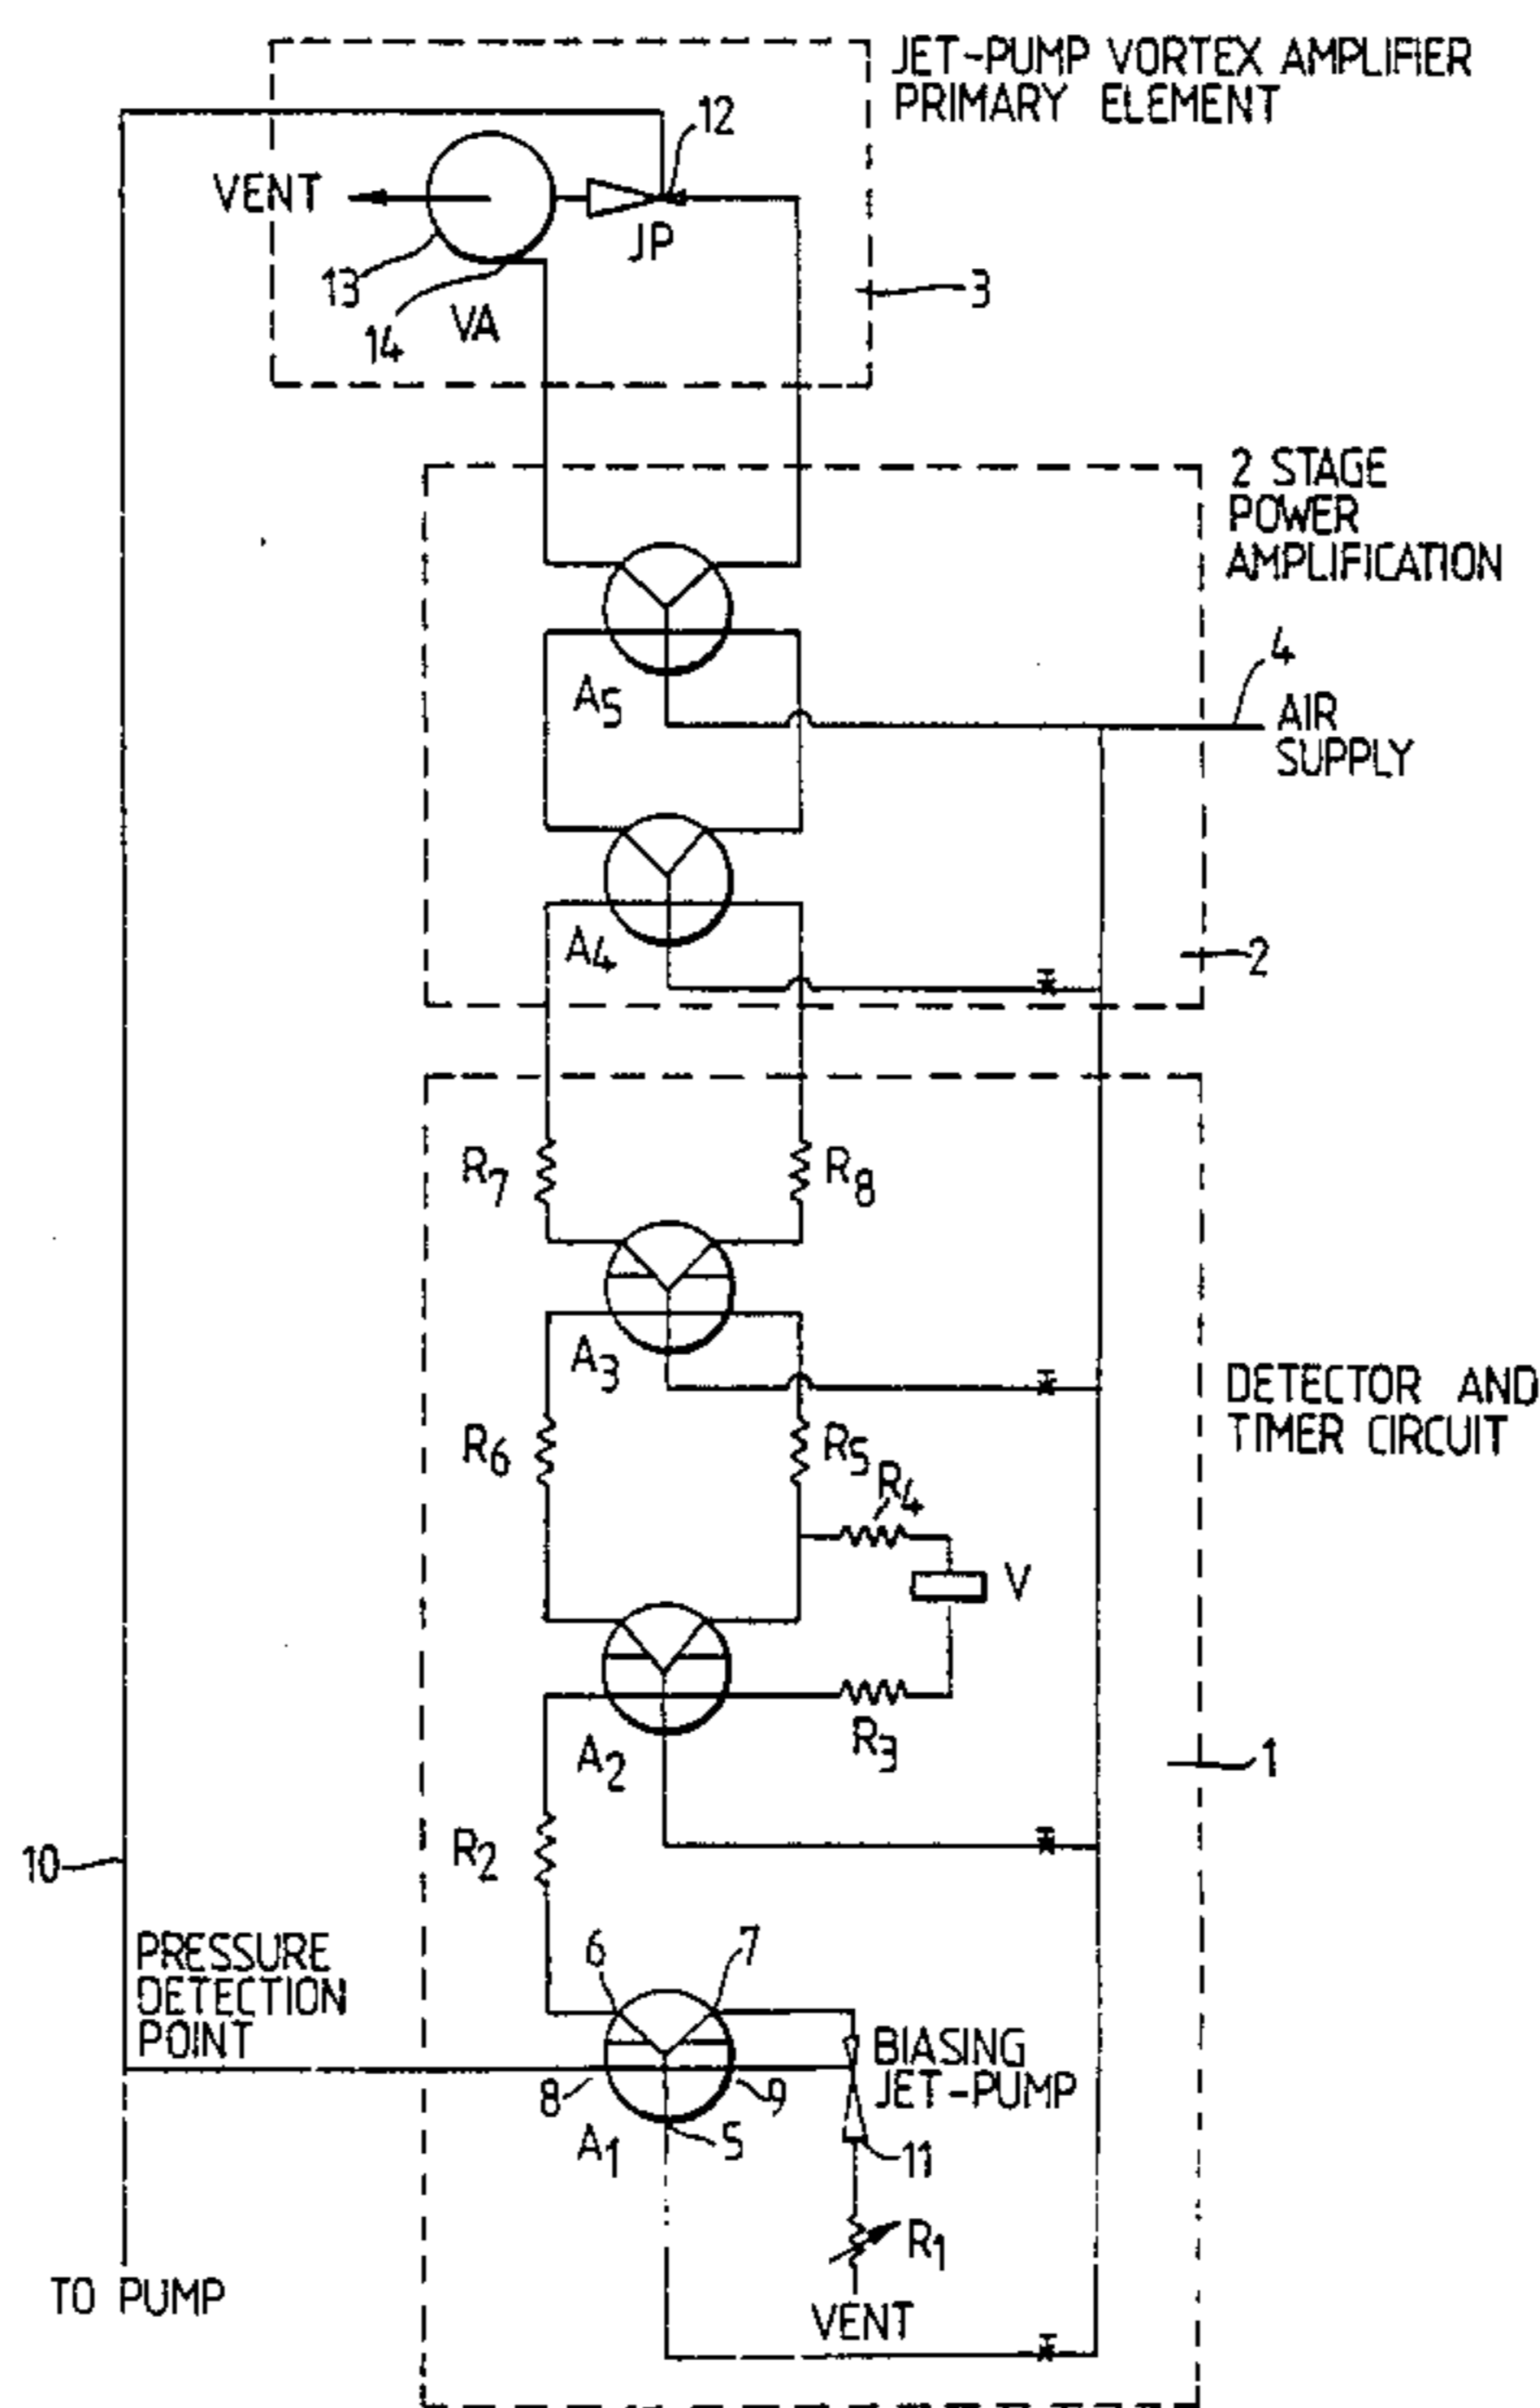 JET-PUMP VORTEX AMPLIFIER
PRIMARY ELEMENT
12
VENT
JP
13
14
VA
3
2 STAGE
POWER
AMPLIFICATION
4
A5
AIR
SUPPLY
A4
2
R7
R8
A3
DETECTOR AND
TIMER CIRCUIT
R6
R5
R4
V
A2
R3
1
R2
10
PRESSURE
DETECTION
POINT
6
7
BIASING
JET-PUMP
8
9
A1
5
11
R1
TO PUMP
VENT